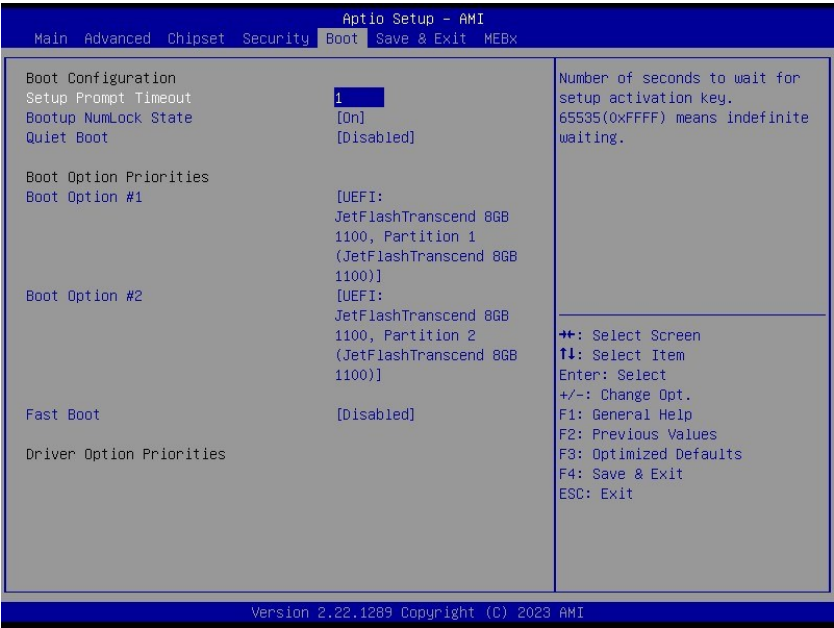 Aptio Setup - AMI
Main Advanced Chipset Security Boot Save & Exit MEBx
Boot Configuration
Setup Prompt Timeout 1
Bootup NumLock State [On]
Quiet Boot [Disabled]
Boot Option Priorities
Boot Option #1 [UEFI:
JetFlashTranscend 8GB
1100, Partition 1
(JetFlashTranscend 8GB
1100)]
Boot Option #2 [UEFI:
JetFlashTranscend 8GB
1100, Partition 2
(JetFlashTranscend 8GB
1100)]
Fast Boot [Disabled]
Driver Option Priorities
Number of seconds to wait for
setup activation key.
65535(0xFFFF) means indefinite
waiting.
→←: Select Screen
↑↓: Select Item
Enter: Select
+/-: Change Opt.
F1: General Help
F2: Previous Values
F3: Optimized Defaults
F4: Save & Exit
ESC: Exit
Version 2.22.1289 Copyright (C) 2023 AMI